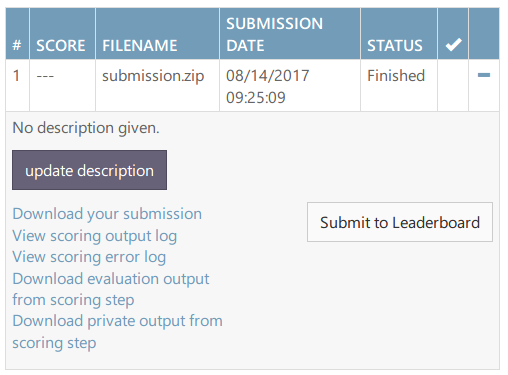 # SCORE FILENAME SUBMISSION DATE STATUS ✔
1 --- submission.zip 08/14/2017 09:25:09 Finished
No description given.
update description
Download your submission
View scoring output log
View scoring error log
Download evaluation output
from scoring step
Download private output from
scoring step
Submit to Leaderboard